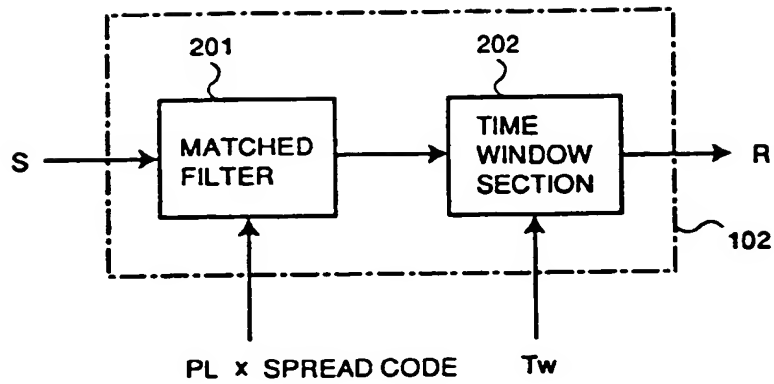 201
202
S
MATCHED
FILTER
TIME
WINDOW
SECTION
R
102
PL x SPREAD CODE
Tw